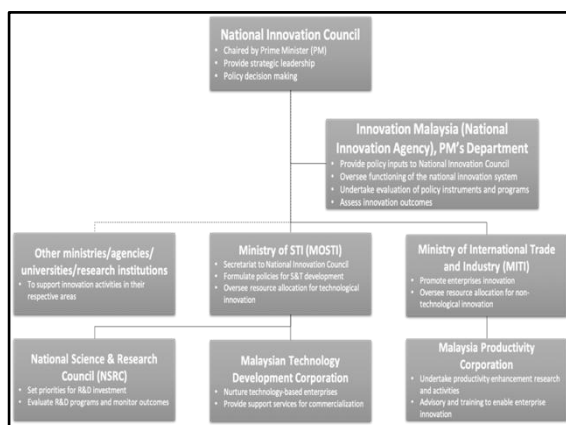 National Innovation Council
• Chaired by Prime Minister (PM)
• Provide strategic leadership
• Policy decision making
Innovation Malaysia (National
Innovation Agency), PM's Department
• Provide policy inputs to National Innovation Council
• Oversee functioning of the national innovation system
• Undertake evaluation of policy instruments and programs
• Assess innovation outcomes
Other ministries/agencies/
universities/research institutions
• To support innovation activities in their
respective areas
Ministry of STI (MOSTI)
• Secretariat to National Innovation Council
• Formulate policies for S&T development
• Oversee resource allocation for technological
innovation
Ministry of International Trade
and Industry (MITI)
• Promote enterprises innovation
• Oversee resource allocation for non-
technological innovation
National Science & Research
Council (NSRC)
• Set priorities for R&D investment
• Evaluate R&D programs and monitor outcomes
Malaysian Technology
Development Corporation
• Nurture technology-based enterprises
• Provide support services for commercialization
Malaysia Productivity
Corporation
• Undertake productivity enhancement research
and activities
• Advisory and training to enable enterprise
innovation